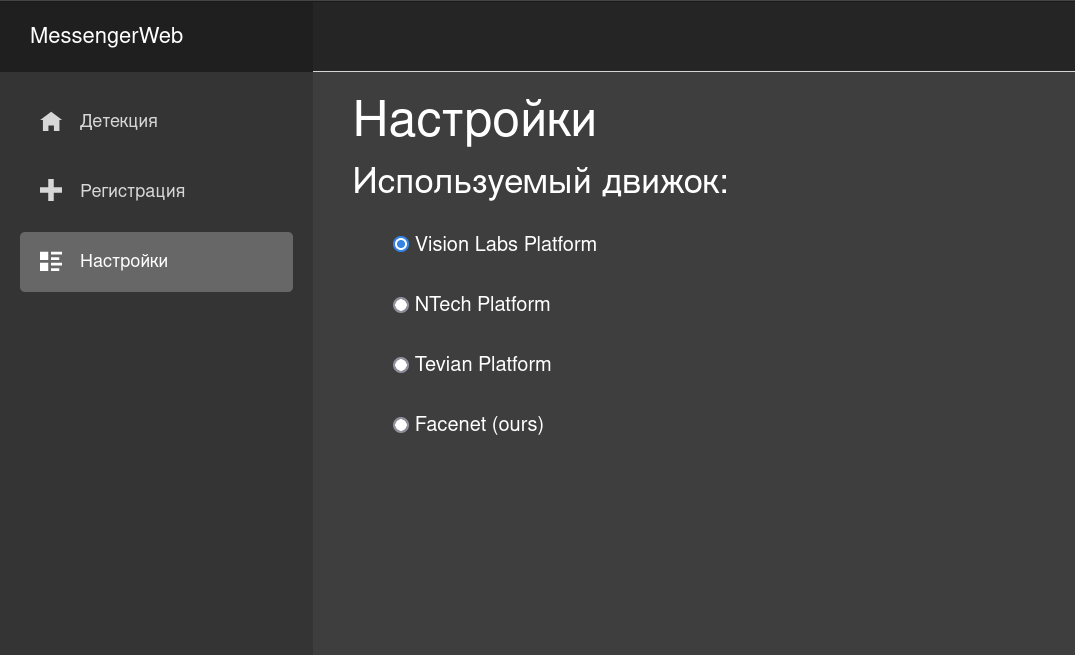 MessengerWeb
Детекция
Регистрация
Настройки
Настройки
Используемый движок:
Vision Labs Platform
NTech Platform
Tevian Platform
Facenet (ours)